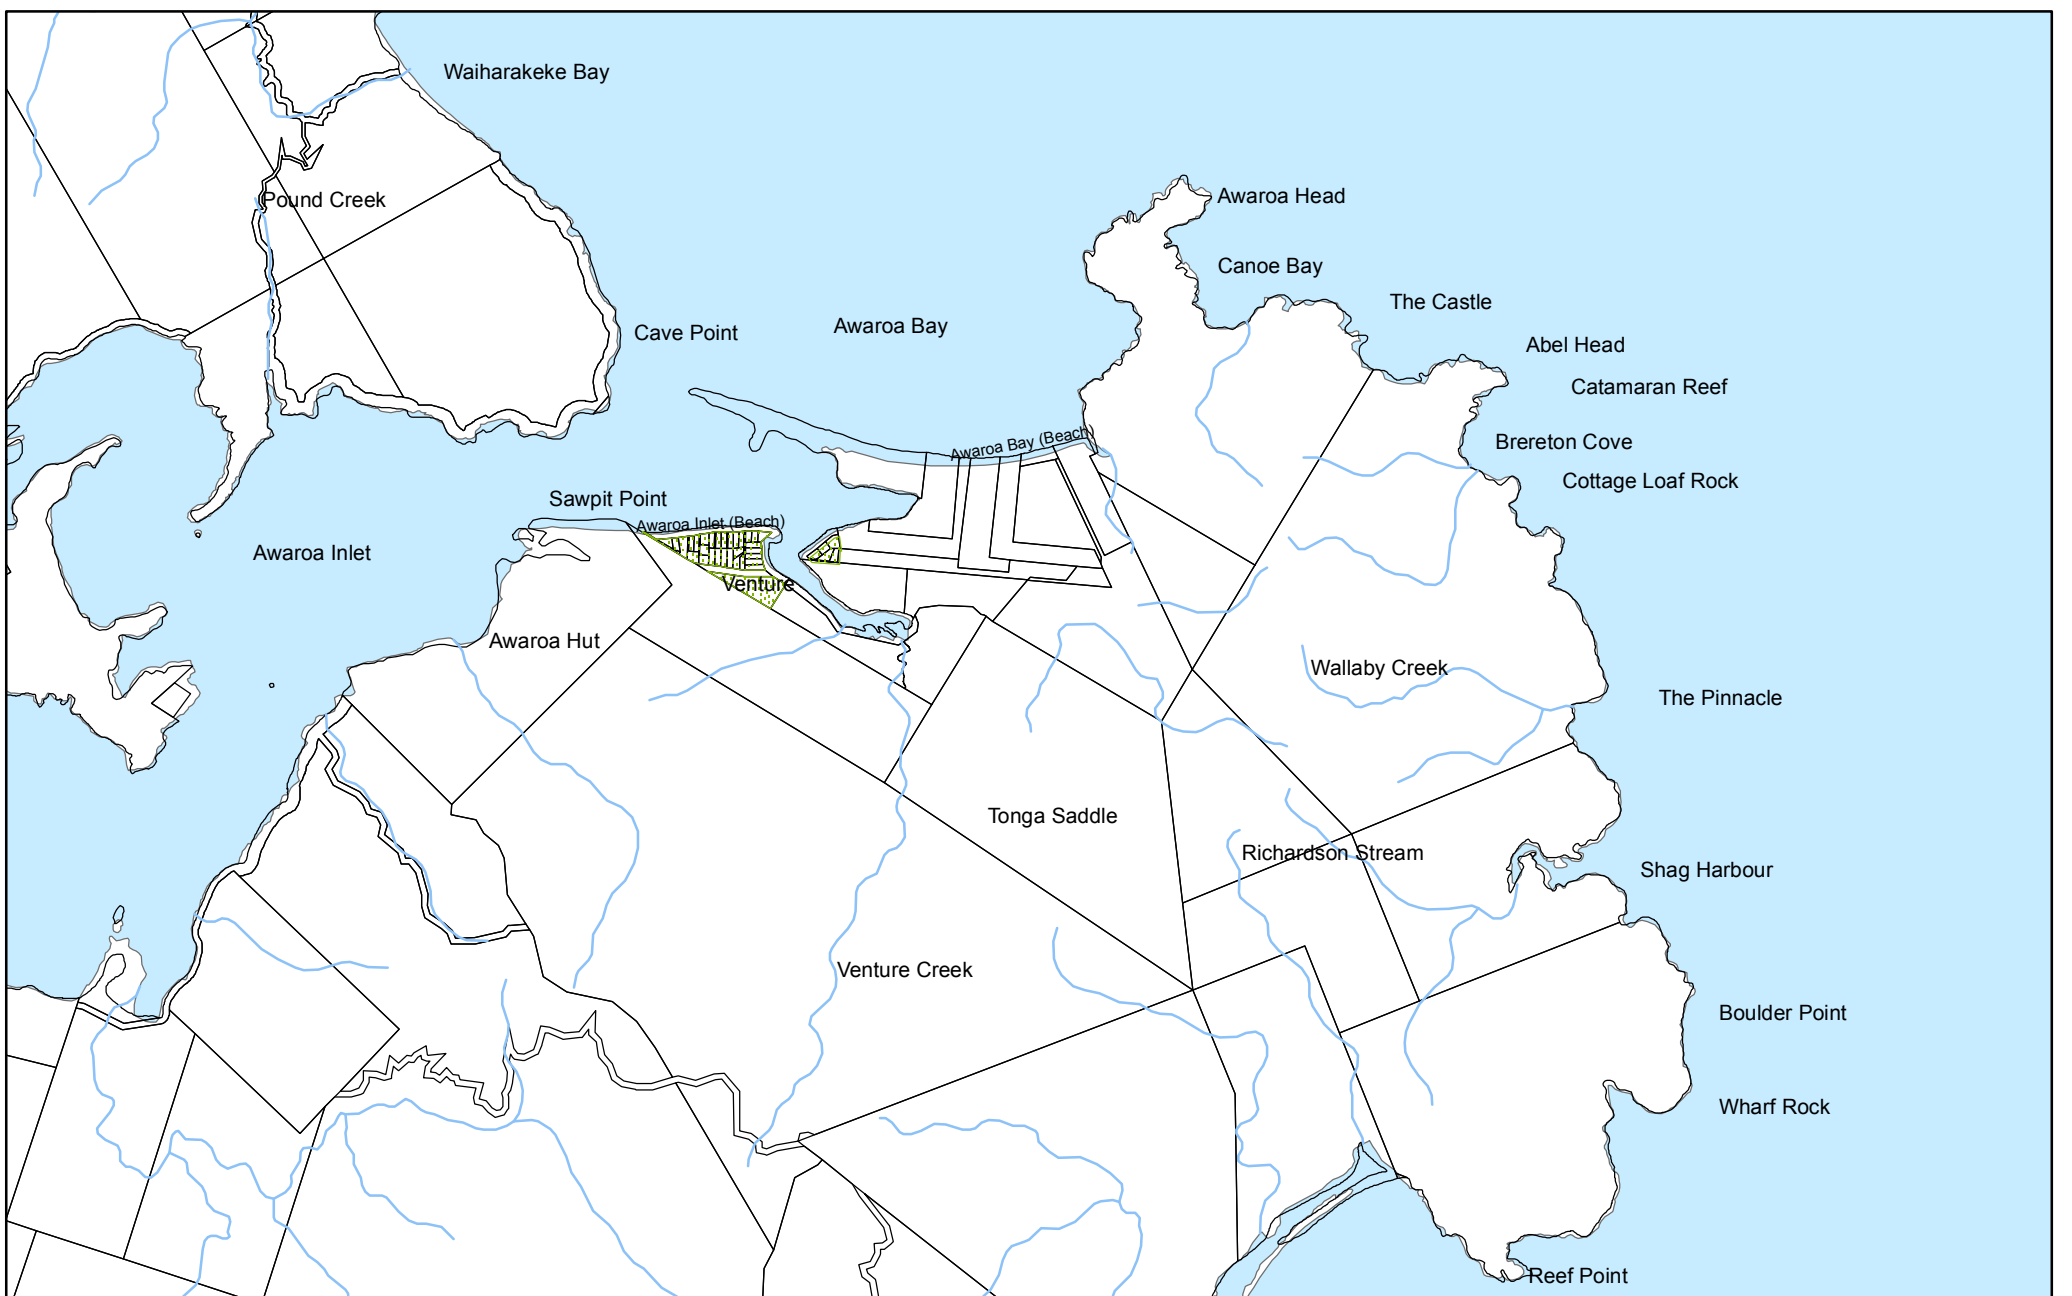 Waiharakeke Bay
Pound Creek
Awaroa Head
Canoe Bay
The Castle
Awaroa Bay
Cave Point
Abel Head
Catamaran Reef
Awaroa Bay (Beach)
Brereton Cove
Cottage Loaf Rock
Sawpit Point
Awaroa Inlet (Beach)
Awaroa Inlet
Venture
Awaroa Hut
Wallaby Creek
The Pinnacle
Tonga Saddle
Richardson Stream
Shag Harbour
Venture Creek
Boulder Point
Wharf Rock
Reef Point